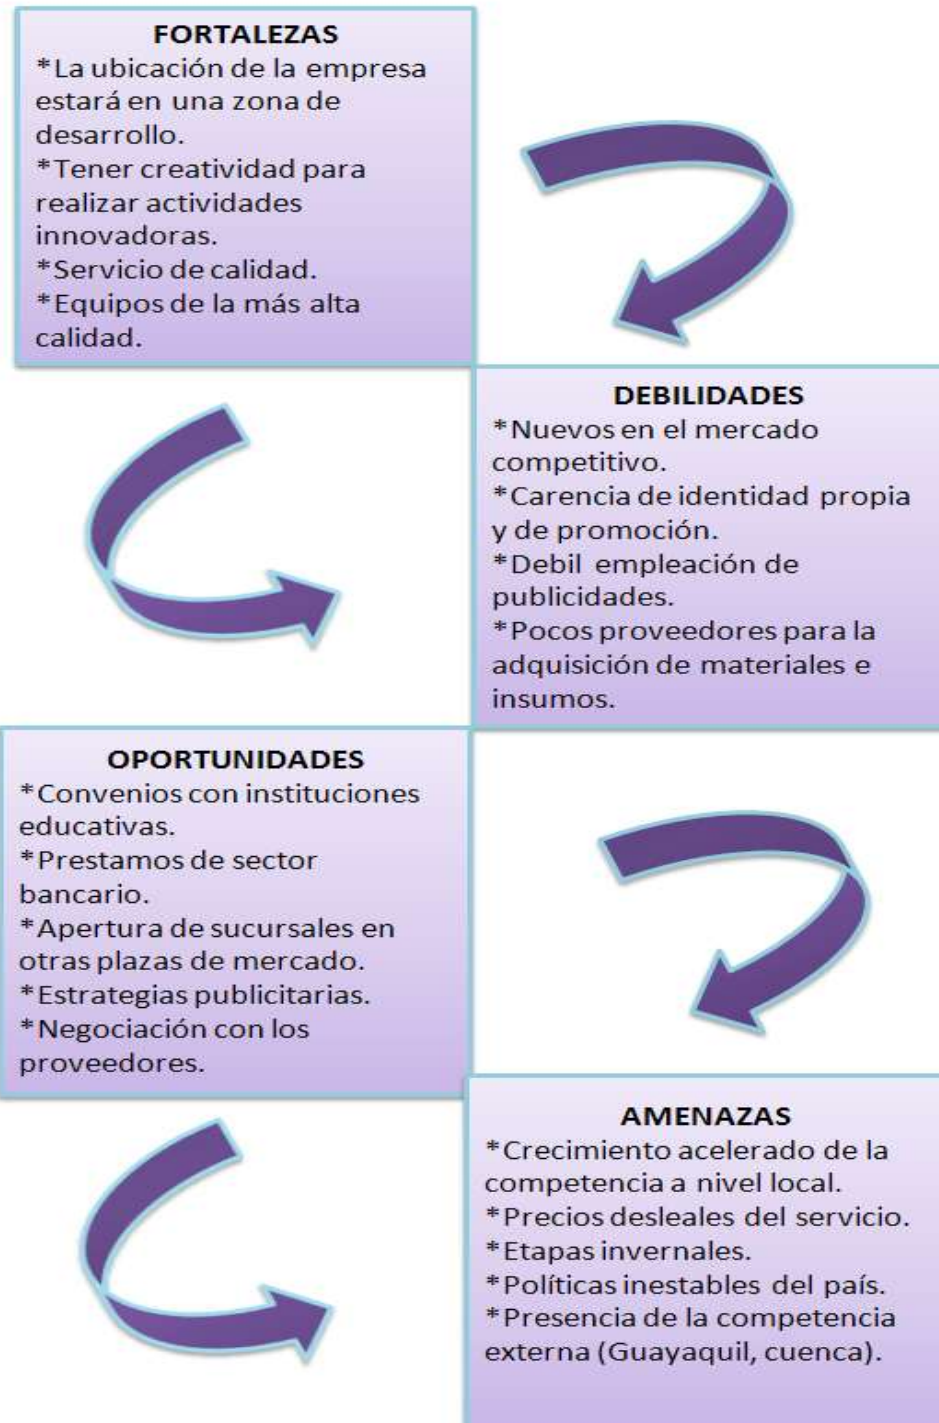 FORTALEZAS
*La ubicación de la empresa
estará en una zona de
desarrollo.
*Tener creatividad para
realizar actividades
innovadoras.
*Servicio de calidad.
*Equipos de la más alta
calidad.
DEBILIDADES
*Nuevos en el mercado
competitivo.
*Carencia de identidad propia
y de promoción.
*Debil empleación de
publicidades.
*Pocos proveedores para la
adquisición de materiales e
insumos.
OPORTUNIDADES
*Convenios con instituciones
educativas.
*Prestamos de sector
bancario.
*Apertura de sucursales en
otras plazas de mercado.
*Estrategias publicitarias.
*Negociación con los
proveedores.
AMENAZAS
*Crecimiento acelerado de la
competencia a nivel local.
*Precios desleales del servicio.
*Etapas invernales.
*Políticas inestables del país.
*Presencia de la competencia
externa (Guayaquil, cuenca).